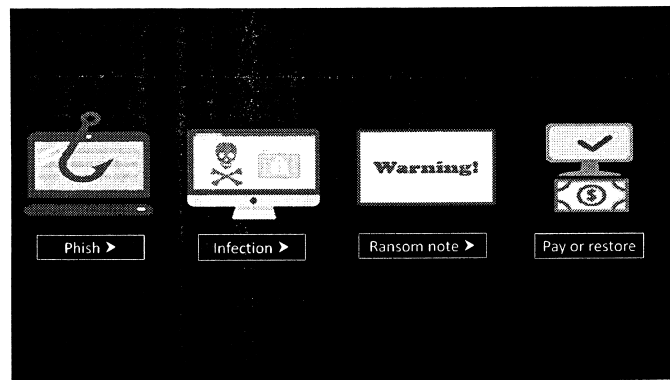 Warning!
Phish ➤
Infection ➤
Ransom note ➤
Pay or restore
$